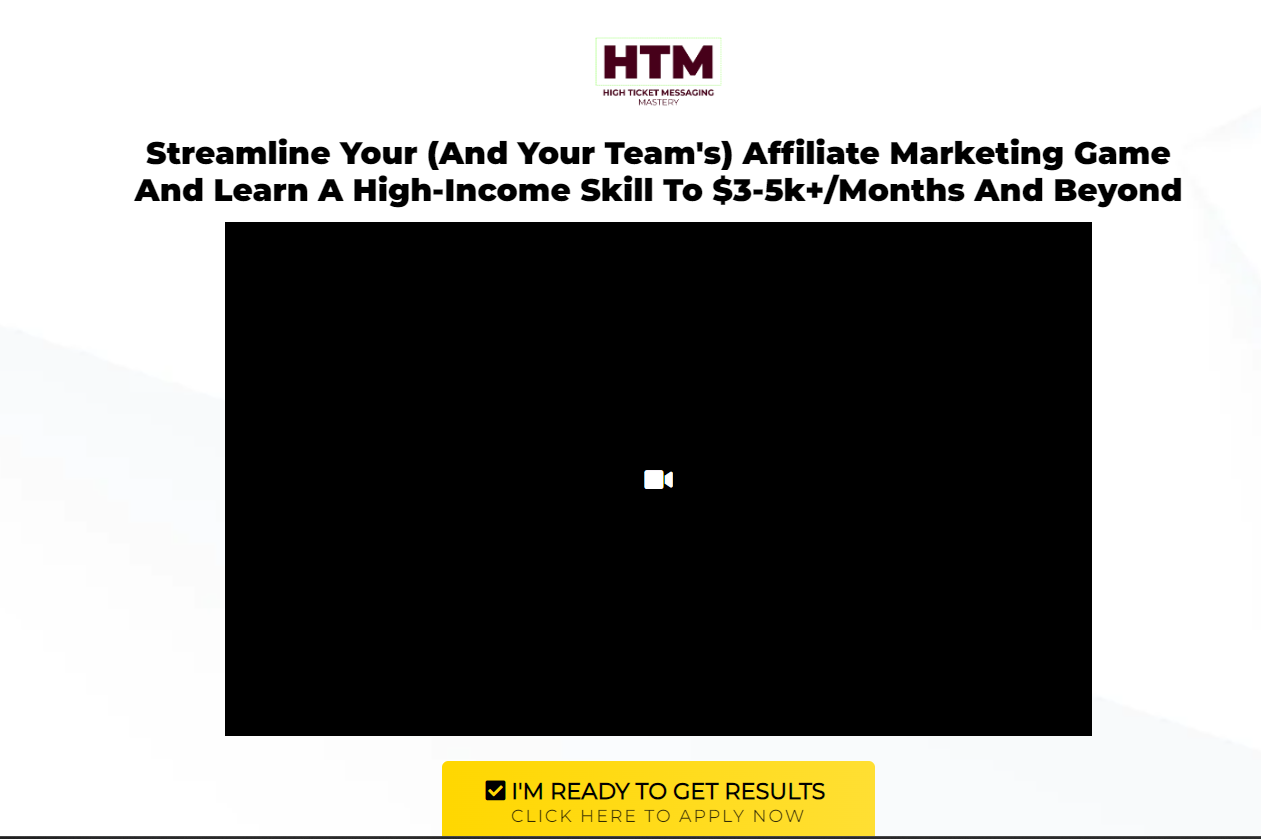 HTM
HIGH TICKET MESSAGING
MASTERY
Streamline Your (And Your Team's) Affiliate Marketing Game
And Learn A High-Income Skill To $3-5k+/Months And Beyond
I'M READY TO GET RESULTS
CLICK HERE TO APPLY NOW